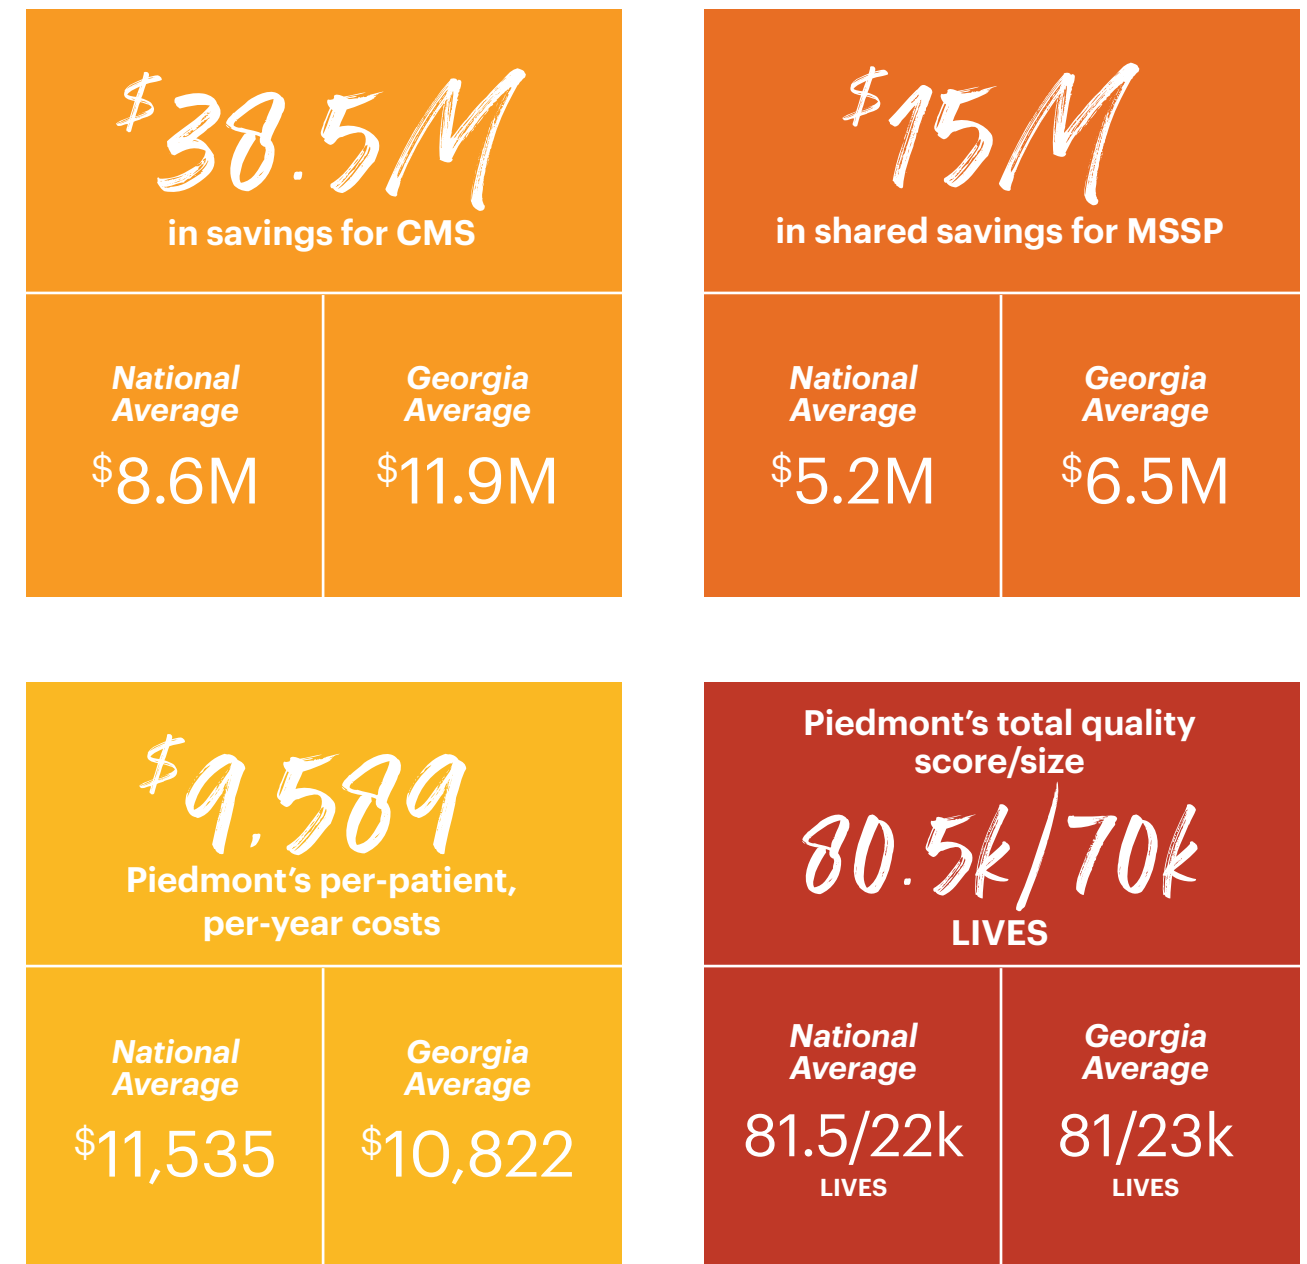 $38.5M
in savings for CMS
National
Average
$8.6M
Georgia
Average
$11.9M
$15M
in shared savings for MSSP
National
Average
$5.2M
Georgia
Average
$6.5M
$9,589
Piedmont’s per-patient,
per-year costs
National
Average
$11,535
Georgia
Average
$10,822
Piedmont’s total quality
score/size
80.5k/70k
LIVES
National
Average
81.5/22k
LIVES
Georgia
Average
81/23k
LIVES